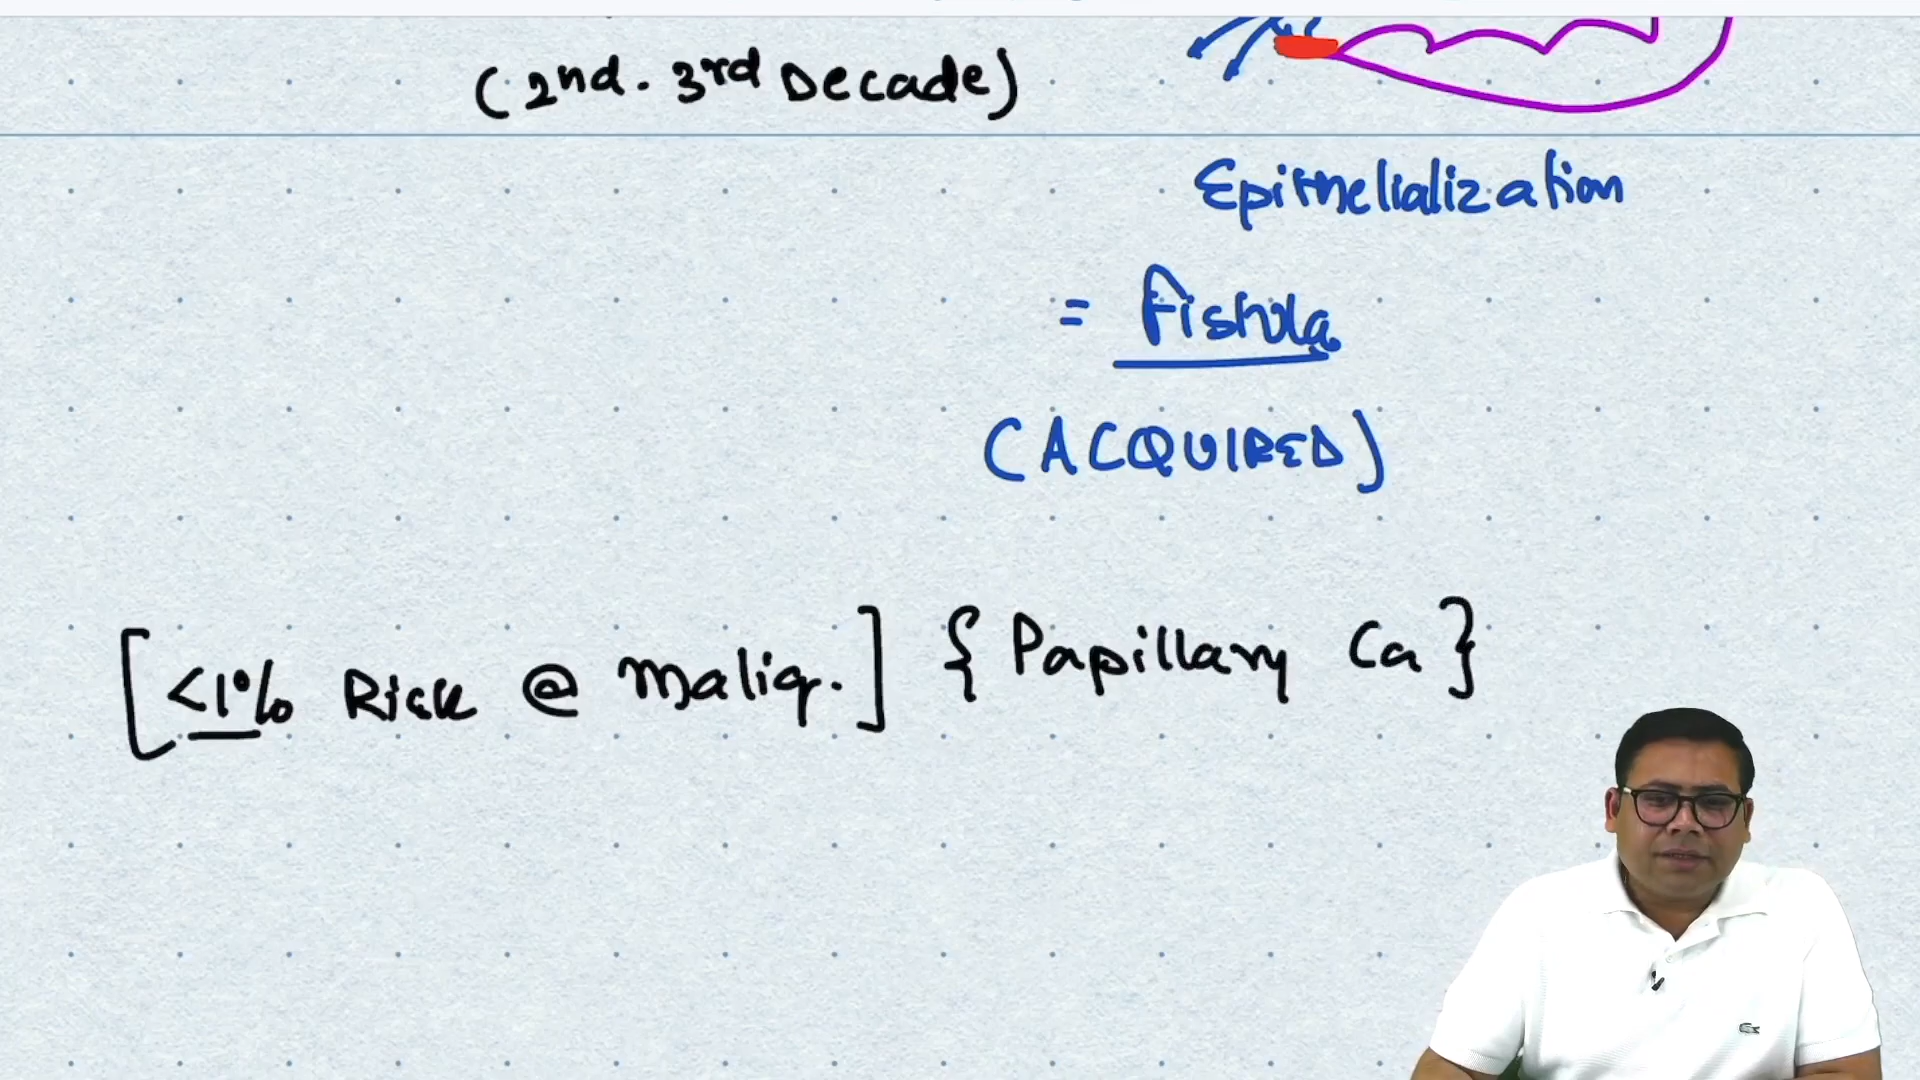 (2nd. 3rd Decade)
Epithelialization
= Fistula
(ACQUIRED)
[<1% Risk @ Malig.] { Papillary Ca }